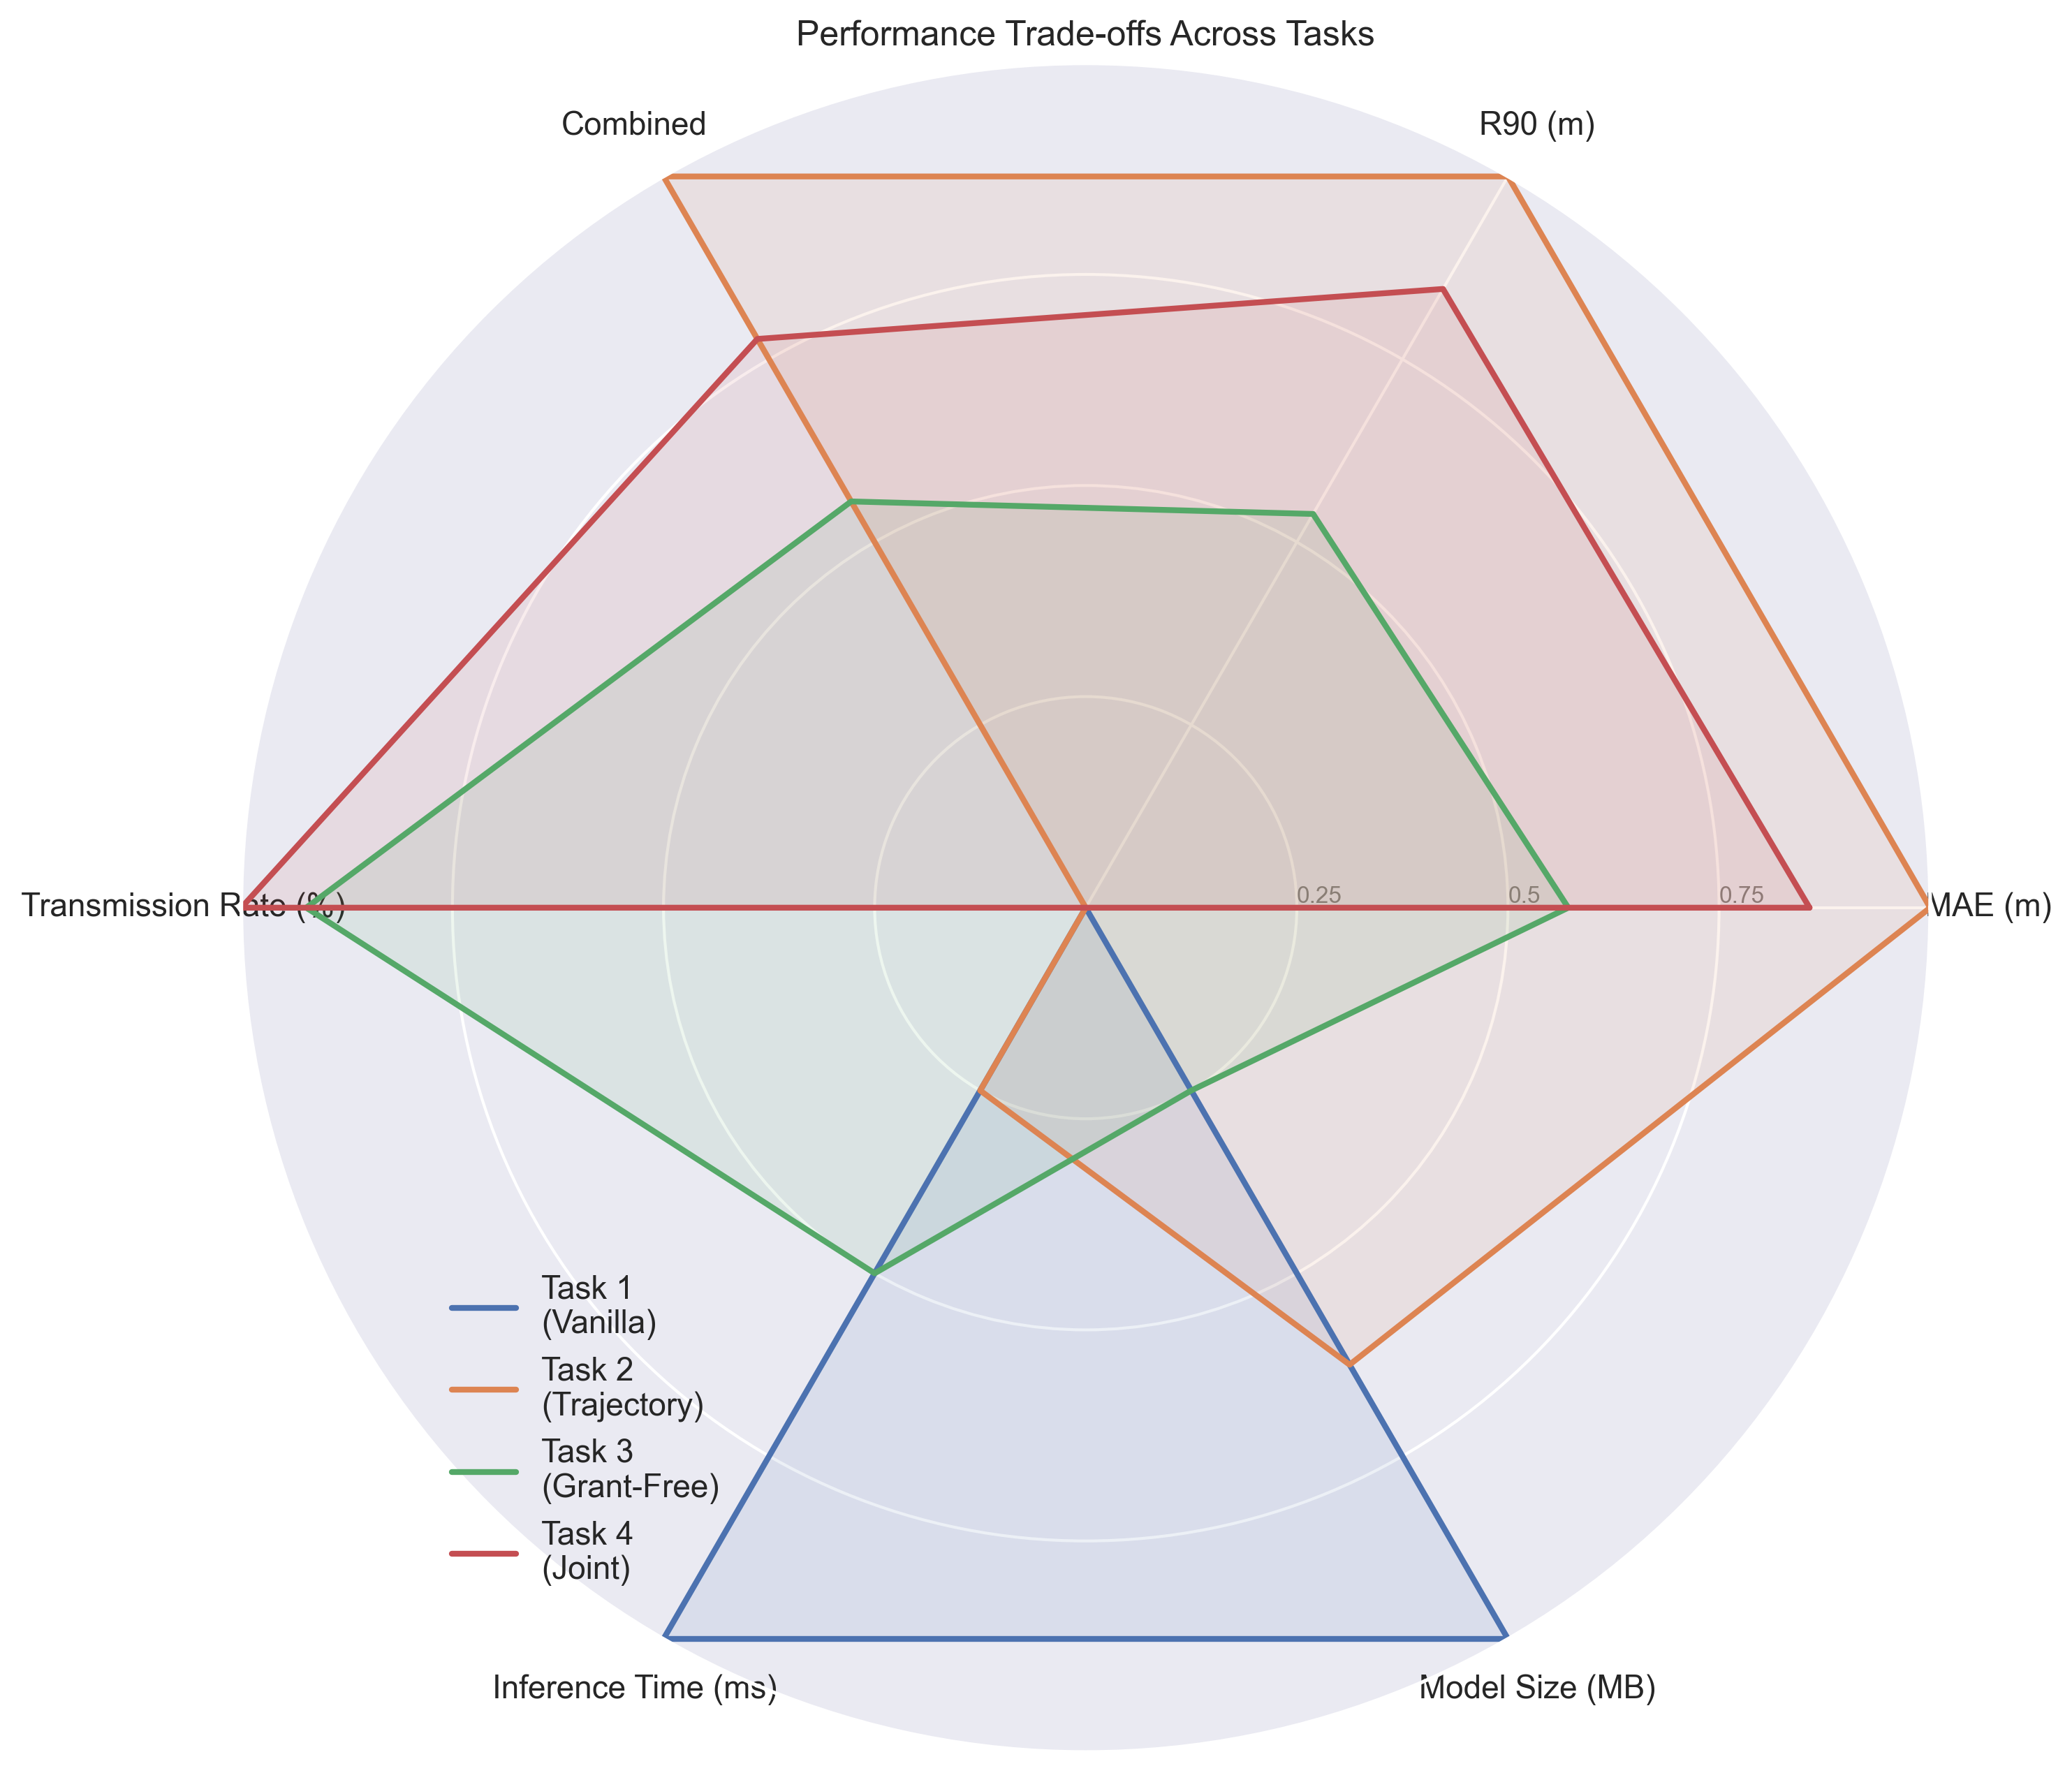 Performance Trade-offs Across Tasks
Combined
R90 (m)
Transmission Rate (%)
0.25
0.5
0.75
MAE (m)
Task 1
(Vanilla)
Task 2
(Trajectory)
Task 3
(Grant-Free)
Task 4
(Joint)
Inference Time (ms)
Model Size (MB)